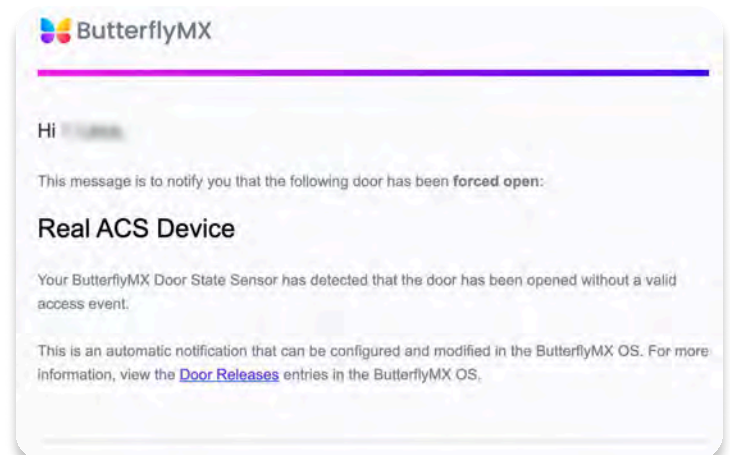 ButterflyMX
Hi
This message is to notify you that the following door has been forced open:
Real ACS Device
Your ButterflyMX Door State Sensor has detected that the door has been opened without a valid
access event.
This is an automatic notification that can be configured and modified in the ButterflyMX OS. For more
information, view the Door Releases entries in the ButterflyMX OS.